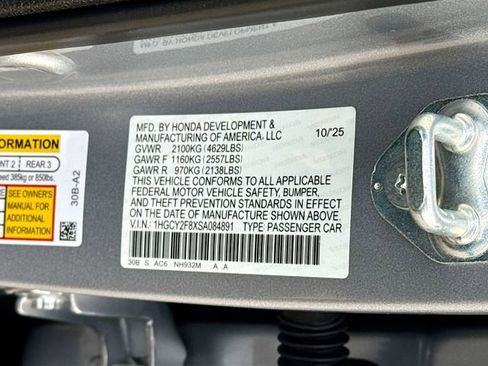 MFD. BY HONDA DEVELOPMENT &
MANUFACTURING OF AMERICA, LLC 10/25
GVWR 2100KG (4629LBS)
GAWR F 1160KG (2557LBS)
GAWR R 970KG (2138LBS)
THIS VEHICLE CONFORMS TO ALL APPLICABLE
FEDERAL MOTOR VEHICLE SAFETY, BUMPER,
AND THEFT PREVENTION STANDARDS IN EFFECT
ON THE DATE OF MANUFACTURE SHOWN ABOVE.
V.I.N.: 1HGCY2F8XSA084891 TYPE PASSENGER CAR
30B S AC6 NH932M A A
FORMATION
NT 2 REAR 3
eed 385kg or 850lbs.
SEE OWNER'S
MANUAL FOR
ADDITIONAL
INFORMATION
30B-A2